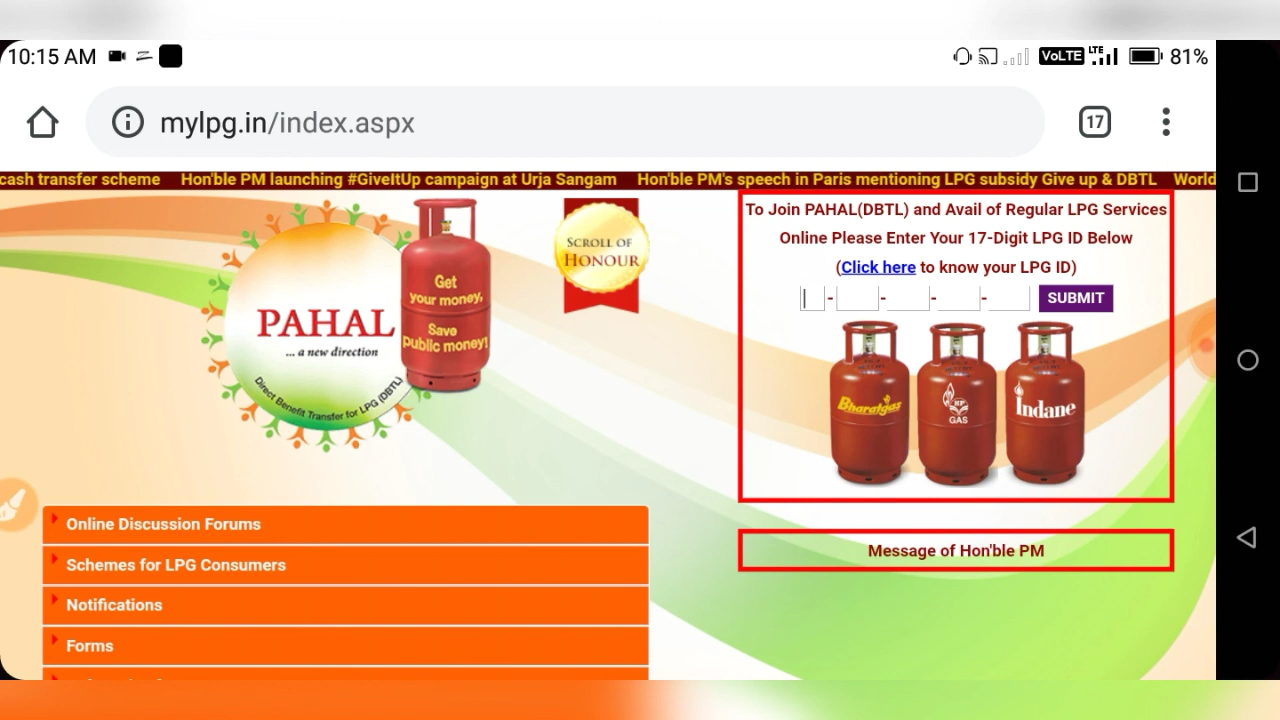 10:15 AM
VoLTE LTE 81%
mylpg.in/index.aspx
17
cash transfer scheme Hon'ble PM launching #GiveItUp campaign at Urja Sangam Hon'ble PM's speech in Paris mentioning LPG subsidy Give up & DBTL World
PAHAL
... a new direction
Direct Benefit Transfer for LPG (DBTL)
Get
your money,
Save
public money!
SCROLL OF
HONOUR
To Join PAHAL(DBTL) and Avail of Regular LPG Services
Online Please Enter Your 17-Digit LPG ID Below
(Click here to know your LPG ID)
- - - - SUBMIT
Bharatgas
HP
GAS
Indane
Message of Hon'ble PM
Online Discussion Forums
Schemes for LPG Consumers
Notifications
Forms